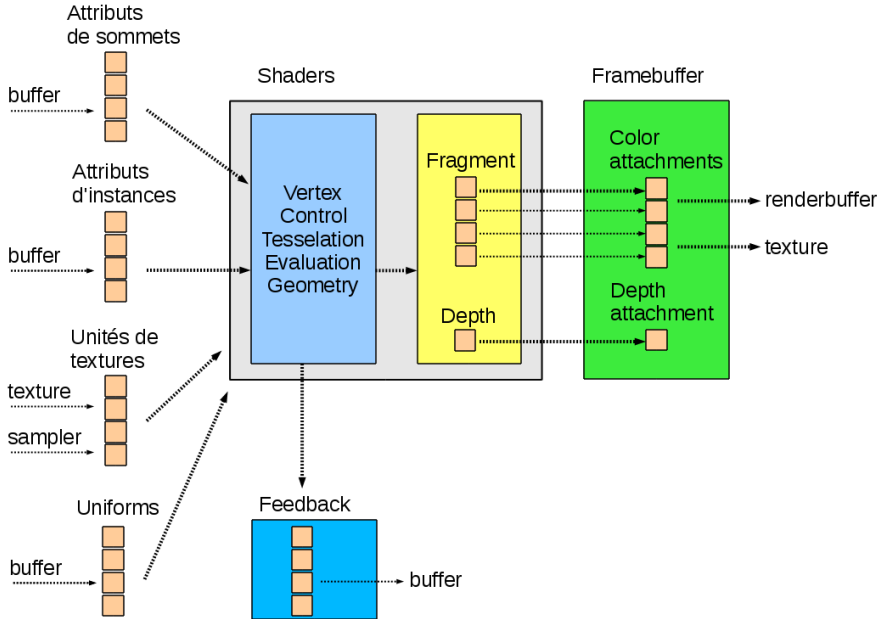 Attributs
de sommets
buffer
Attributs
d'instances
buffer
Unités de
textures
texture
sampler
Uniforms
buffer
Shaders
Vertex
Control
Tesselation
Evaluation
Geometry
Fragment
Depth
Feedback
buffer
Framebuffer
Color
attachments
Depth
attachment
renderbuffer
texture